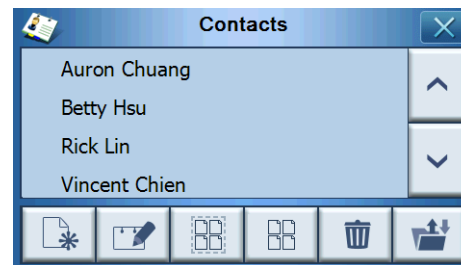 Contacts
Auron Chuang
Betty Hsu
Rick Lin
Vincent Chien